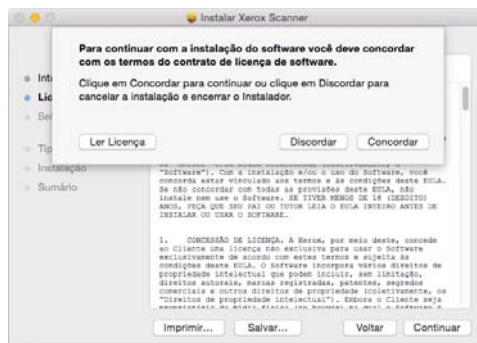 Instalar Xerox Scanner
Para continuar com a instalação do software você deve concordar
com os termos do contrato de licença de software.
Clique em Concordar para continuar ou clique em Discordar para
cancelar a instalação e encerrar o Instalador.
Ler Licença
Discordar
Concordar
Int
Lic
Sel
Tip
Instalação
Sumário
"Software"). Com a instalação e/ou o uso do Software, você
concorda estar vinculado aos termos e às condições deste EULA.
Se não concordar com todas as provisões deste EULA, não
instale nem use o Software. SE TIVER MENOS DE 18 (DEZOITO)
ANOS, PEÇA QUE SEU PAI OU TUTOR LEIA O EULA INTEIRO ANTES DE
INSTALAR OU USAR O SOFTWARE.
1. CONCESSÃO DE LICENÇA. A Xerox, por meio deste, concede
ao Cliente uma licença não exclusiva para usar o Software
exclusivamente de acordo com estes termos e sujeita às
condições deste EULA. O Software incorpora vários direitos de
propriedade intelectual que podem incluir, sem limitação,
direitos autorais, marcas registradas, patentes, segredos
comerciais e outros direitos de propriedade (coletivamente, os
"Direitos de propriedade intelectual"). Embora o Cliente seja
Imprimir...
Salvar...
Voltar
Continuar